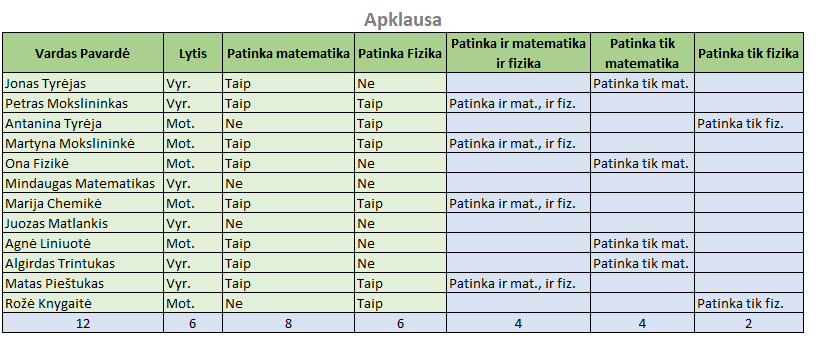 Apklausa
Vardas Pavardė Lytis Patinka matematika Patinka Fizika Patinka ir matematika ir fizika Patinka tik matematika Patinka tik fizika
Jonas Tyrėjas Vyr. Taip Ne Patinka tik mat.
Petras Mokslininkas Vyr. Taip Taip Patinka ir mat., ir fiz.
Antanina Tyrėja Mot. Ne Taip Patinka tik fiz.
Martyna Mokslininkė Mot. Taip Taip Patinka ir mat., ir fiz.
Ona Fizikė Mot. Taip Ne Patinka tik mat.
Mindaugas Matematikas Vyr. Ne Ne
Marija Chemikė Mot. Taip Taip Patinka ir mat., ir fiz.
Juozas Matlankis Vyr. Ne Ne
Agnė Liniuotė Mot. Taip Ne Patinka tik mat.
Algirdas Trintukas Vyr. Taip Ne Patinka tik mat.
Matas Pieštukas Vyr. Taip Taip Patinka ir mat., ir fiz.
Rožė Knygaitė Mot. Ne Taip Patinka tik fiz.
12 6 8 6 4 4 2